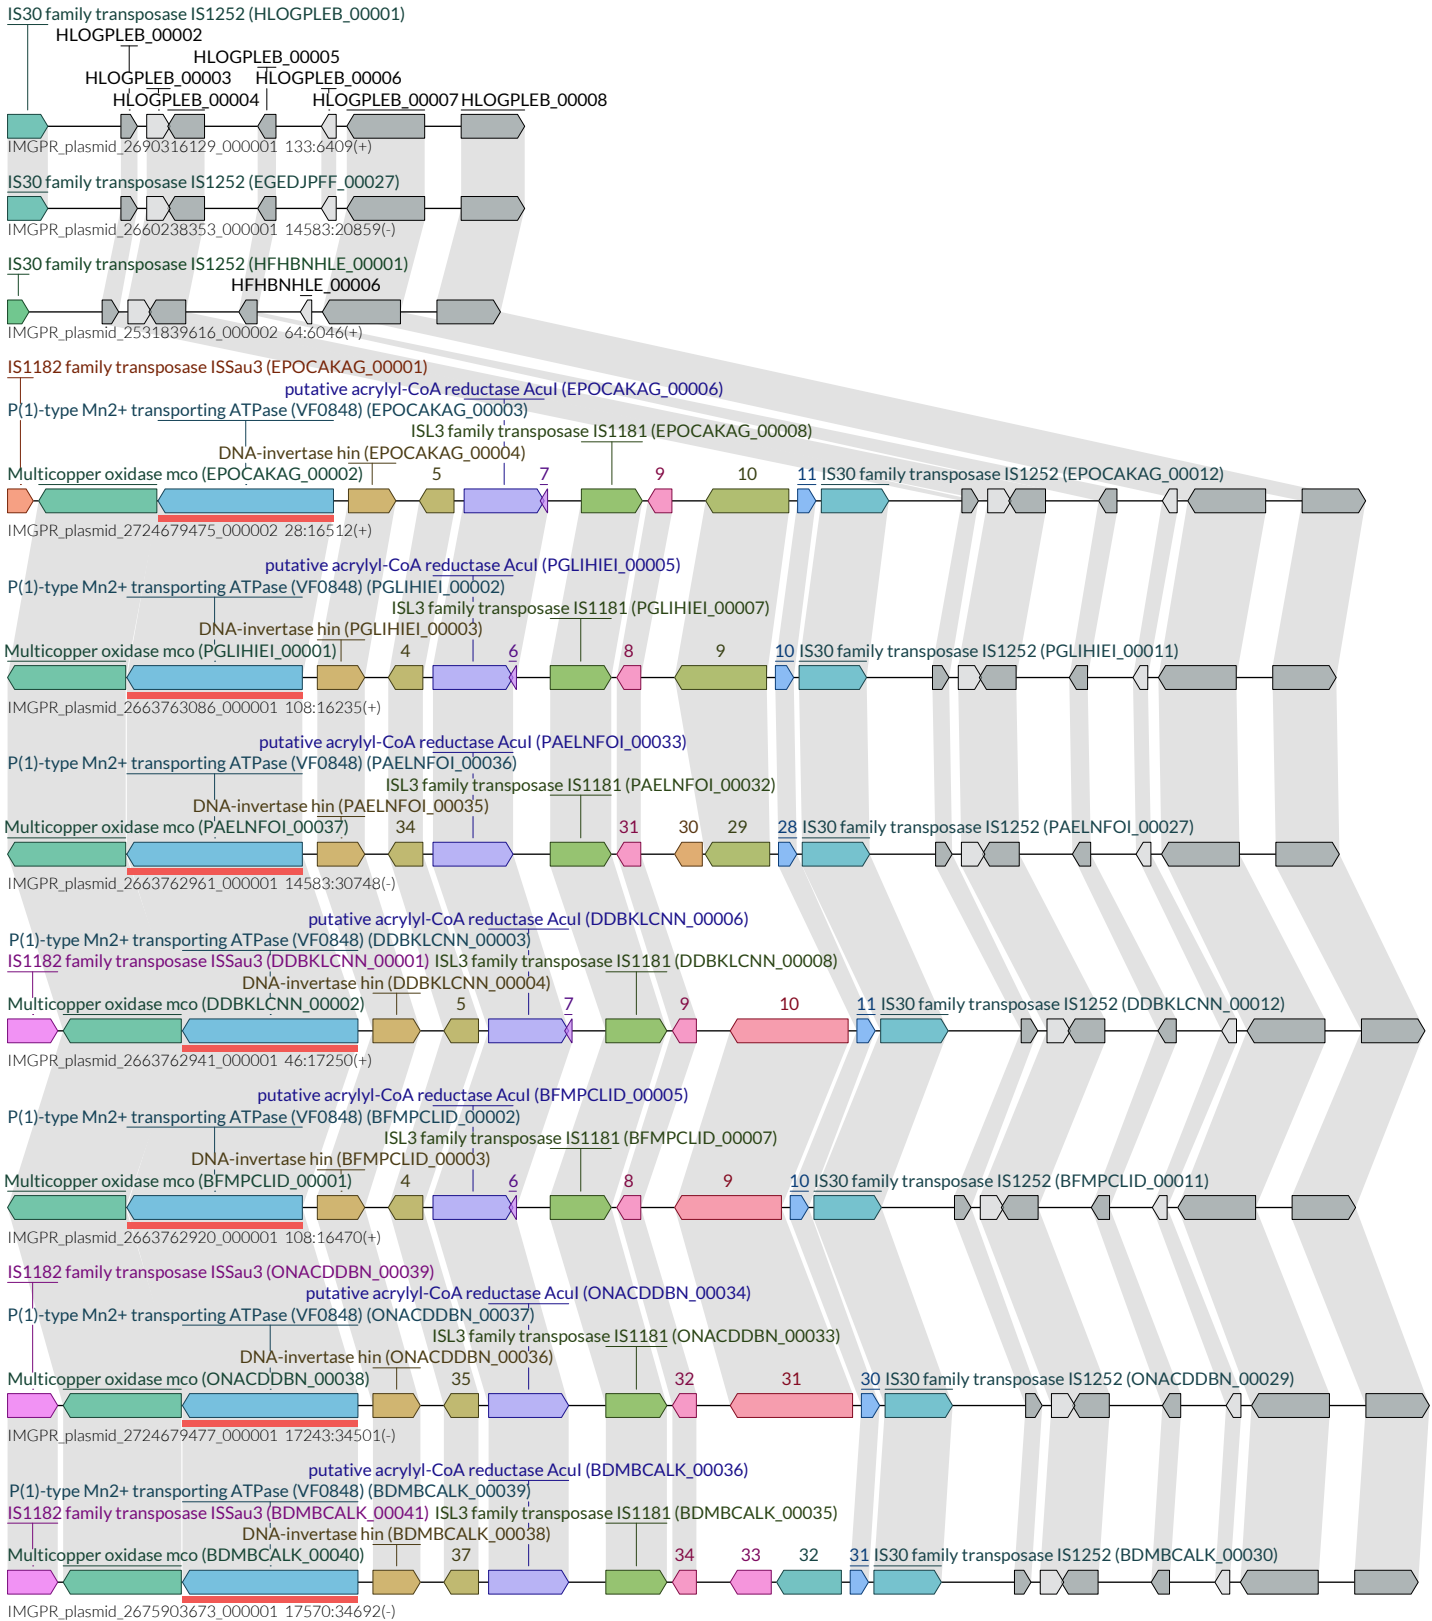 IS30 family transposase IS1252 (HLOGPLEB_00001)
HLOGPLEB_00002
HLOGPLEB_00005
HLOGPLEB_00003 HLOGPLEB_00006
HLOGPLEB_00004 HLOGPLEB_00007 HLOGPLEB_00008
IMGPR_plasmid_2690316129_000001 133:6409(+)
IS30 family transposase IS1252 (EGEDJPFF_00027)
IMGPR_plasmid_2660238353_000001 14583:20859(-)
IS30 family transposase IS1252 (HFHBNHLE_00001)
HFHBNHLE_00006
IMGPR_plasmid_2531839616_000002 64:6046(+)
IS1182 family transposase ISSau3 (EPOCAKAG_00001)
putative acrylyl-CoA reductase AcuI (EPOCAKAG_00006)
P(1)-type Mn2+ transporting ATPase (VF0848) (EPOCAKAG_00003)
ISL3 family transposase IS1181 (EPOCAKAG_00008)
DNA-invertase hin (EPOCAKAG_00004)
Multicopper oxidase mco (EPOCAKAG_00002) 5 7 9 10 11 IS30 family transposase IS1252 (EPOCAKAG_00012)
IMGPR_plasmid_2724679475_000002 28:16512(+)
putative acrylyl-CoA reductase AcuI (PGLIHIEI_00005)
P(1)-type Mn2+ transporting ATPase (VF0848) (PGLIHIEI_00002)
ISL3 family transposase IS1181 (PGLIHIEI_00007)
DNA-invertase hin (PGLIHIEI_00003)
Multicopper oxidase mco (PGLIHIEI_00001) 4 6 8 9 10 IS30 family transposase IS1252 (PGLIHIEI_00011)
IMGPR_plasmid_2663763086_000001 108:16235(+)
putative acrylyl-CoA reductase AcuI (PAELNFOI_00033)
P(1)-type Mn2+ transporting ATPase (VF0848) (PAELNFOI_00036)
ISL3 family transposase IS1181 (PAELNFOI_00032)
DNA-invertase hin (PAELNFOI_00035)
Multicopper oxidase mco (PAELNFOI_00037) 34 31 30 29 28 IS30 family transposase IS1252 (PAELNFOI_00027)
IMGPR_plasmid_2663762961_000001 14583:30748(-)
putative acrylyl-CoA reductase AcuI (DDBKLCNN_00006)
P(1)-type Mn2+ transporting ATPase (VF0848) (DDBKLCNN_00003)
IS1182 family transposase ISSau3 (DDBKLCNN_00001) ISL3 family transposase IS1181 (DDBKLCNN_00008)
DNA-invertase hin (DDBKLCNN_00004)
Multicopper oxidase mco (DDBKLCNN_00002) 5 7 9 10 11 IS30 family transposase IS1252 (DDBKLCNN_00012)
IMGPR_plasmid_2663762941_000001 46:17250(+)
putative acrylyl-CoA reductase AcuI (BFMPCLID_00005)
P(1)-type Mn2+ transporting ATPase (VF0848) (BFMPCLID_00002)
ISL3 family transposase IS1181 (BFMPCLID_00007)
DNA-invertase hin (BFMPCLID_00003)
Multicopper oxidase mco (BFMPCLID_00001) 4 6 8 9 10 IS30 family transposase IS1252 (BFMPCLID_00011)
IMGPR_plasmid_2663762920_000001 108:16470(+)
IS1182 family transposase ISSau3 (ONACDDBN_00039)
putative acrylyl-CoA reductase AcuI (ONACDDBN_00034)
P(1)-type Mn2+ transporting ATPase (VF0848) (ONACDDBN_00037)
ISL3 family transposase IS1181 (ONACDDBN_00033)
DNA-invertase hin (ONACDDBN_00036)
Multicopper oxidase mco (ONACDDBN_00038) 35 32 31 30 IS30 family transposase IS1252 (ONACDDBN_00029)
IMGPR_plasmid_2724679477_000001 17243:34501(-)
putative acrylyl-CoA reductase AcuI (BDMBCALK_00036)
P(1)-type Mn2+ transporting ATPase (VF0848) (BDMBCALK_00039)
IS1182 family transposase ISSau3 (BDMBCALK_00041) ISL3 family transposase IS1181 (BDMBCALK_00035)
DNA-invertase hin (BDMBCALK_00038)
Multicopper oxidase mco (BDMBCALK_00040) 37 34 33 32 31 IS30 family transposase IS1252 (BDMBCALK_00030)
IMGPR_plasmid_2675903673_000001 17570:34692(-)